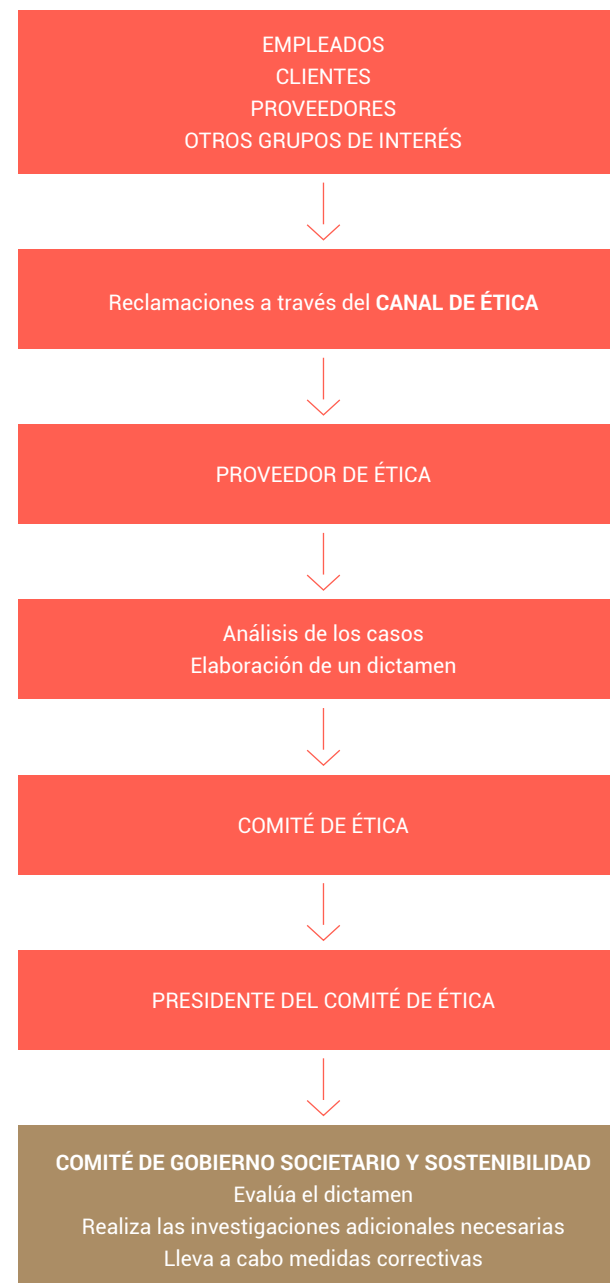 EMPLEADOS
CLIENTES
PROVEEDORES
OTROS GRUPOS DE INTERÉS
Reclamaciones a través del CANAL DE ÉTICA
PROVEEDOR DE ÉTICA
Análisis de los casos
Elaboración de un dictamen
COMITÉ DE ÉTICA
PRESIDENTE DEL COMITÉ DE ÉTICA
COMITÉ DE GOBIERNO SOCIETARIO Y SOSTENIBILIDAD
Evalúa el dictamen
Realiza las investigaciones adicionales necesarias
Lleva a cabo medidas correctivas